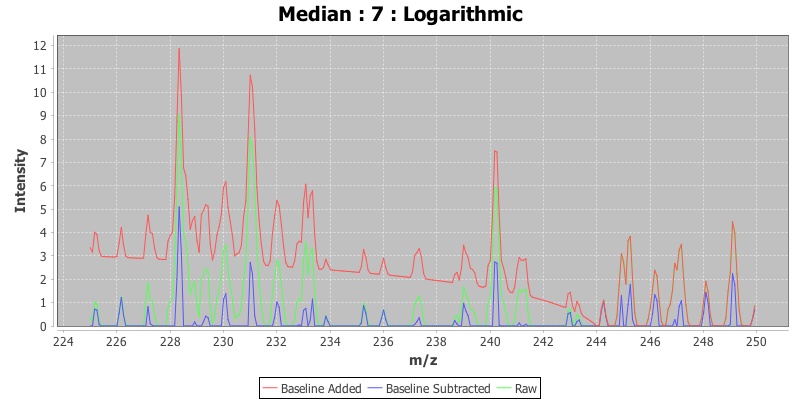 Median : 7 : Logarithmic
Intensity
12
11
10
9
8
7
6
5
4
3
2
1
0
224 226 228 230 232 234 236 238 240 242 244 246 248 250
m/z
Baseline Added Baseline Subtracted Raw